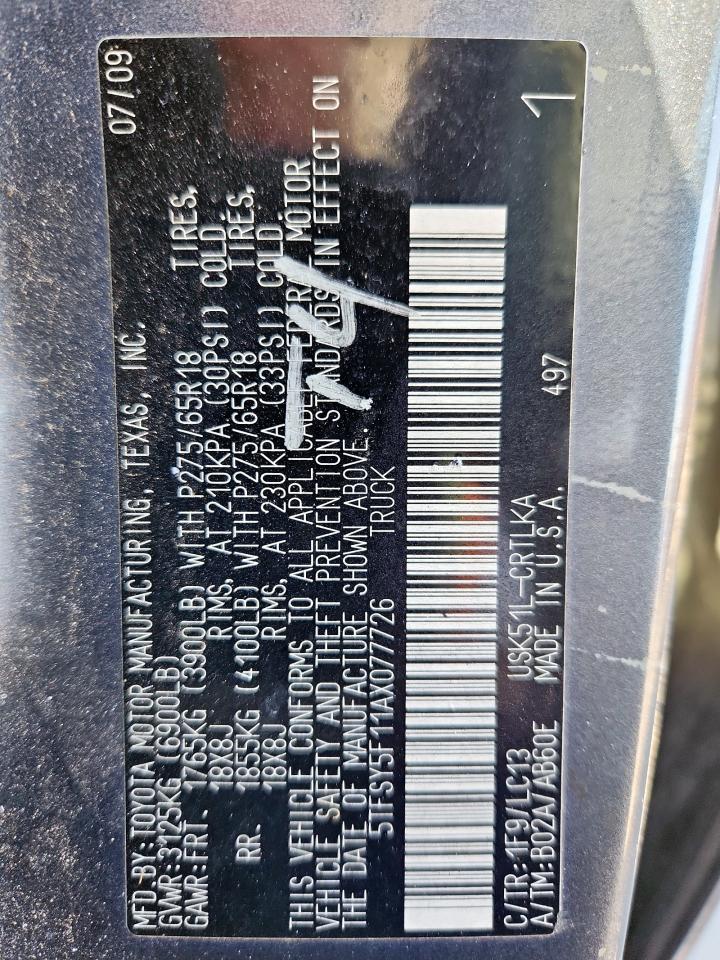 MFD BY: TOYOTA MOTOR MANUFACTURING, TEXAS, INC. 07/09
GVWR: 3125KG (6900LB)
GAWR: FRT. 1765KG (3900LB) WITH P275/65R18 TIRES,
18X8J RIMS, AT 210KPA (30PSI) COLD.
RR. 1855KG (4100LB) WITH P275/65R18 TIRES,
18X8J RIMS, AT 230KPA (33PSI) COLD.
THIS VEHICLE CONFORMS TO ALL APPLICABLE FEDERAL MOTOR
VEHICLE SAFETY AND THEFT PREVENTION STANDARDS IN EFFECT ON
THE DATE OF MANUFACTURE SHOWN ABOVE.
5TFSY5F11AX077726 TRUCK
T4
C/TR: 1F9/LC13 USK51L-CRTLKA
A/TM: B02A/AB60E MADE IN U.S.A. 497
1